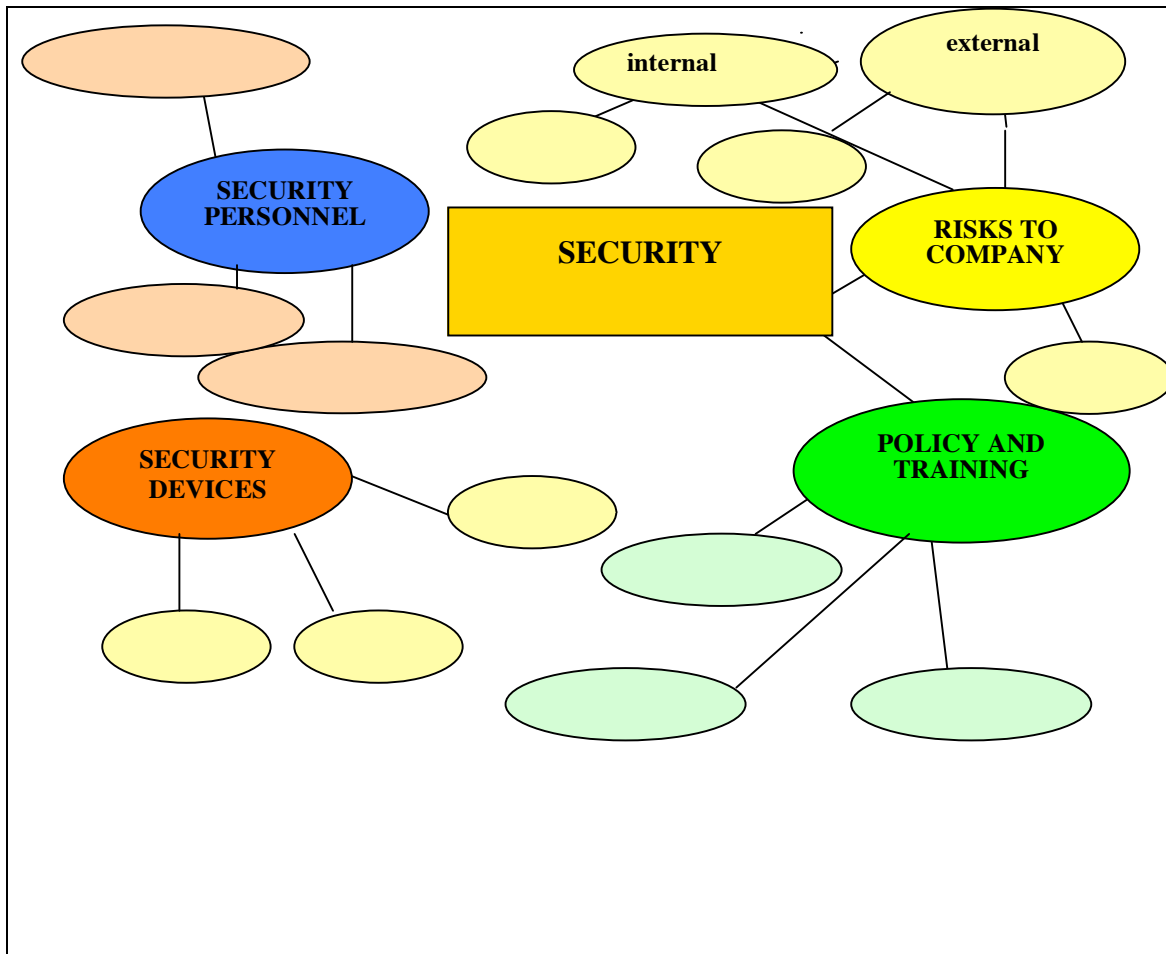 internal
external
SECURITY
PERSONNEL
SECURITY
RISKS TO
COMPANY
SECURITY
DEVICES
POLICY AND
TRAINING